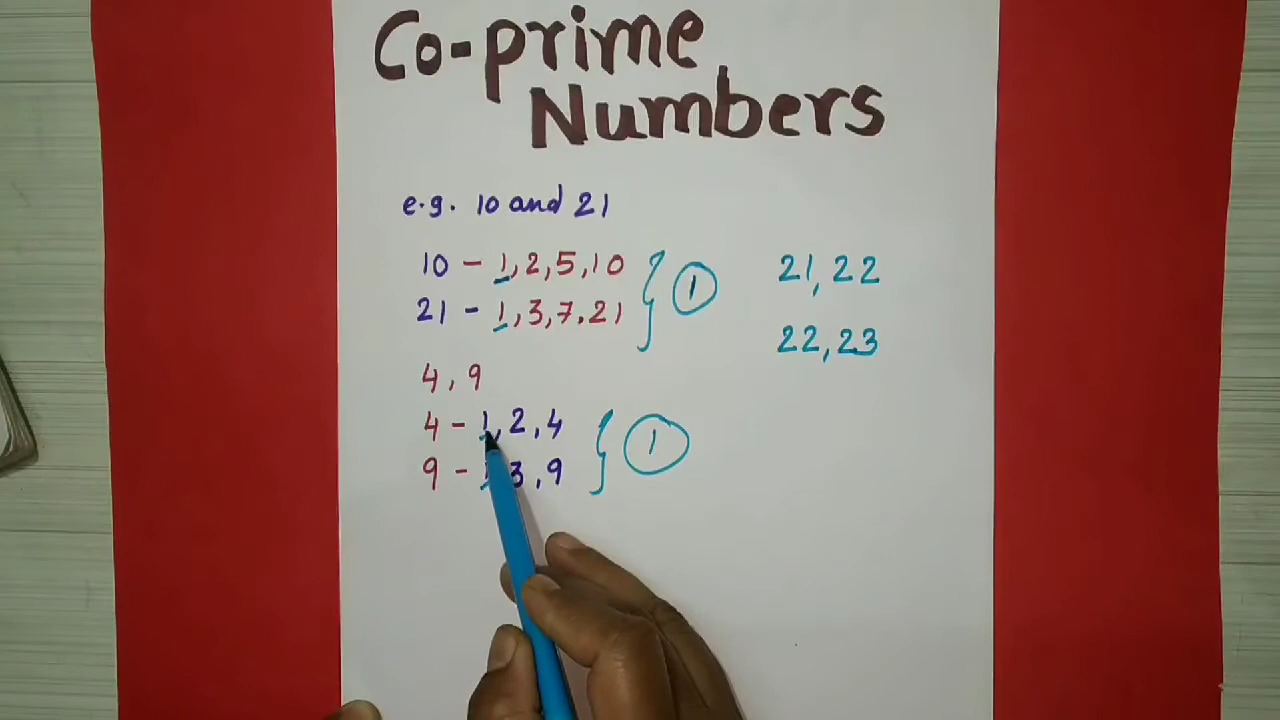 Co-prime
Numbers
e.g. 10 and 21
10 - 1, 2, 5, 10
21 - 1, 3, 7. 21
1
21, 22
22, 23
4, 9
4 - 1, 2, 4
9 - 1 3, 9
1